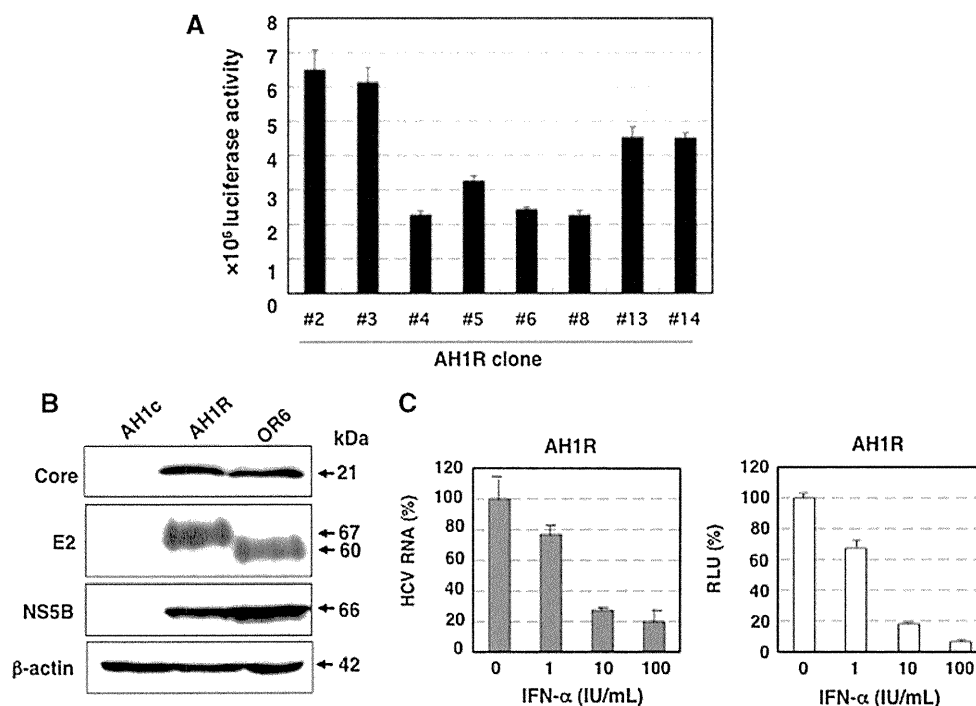 A
×10⁶ luciferase activity
8
7
6
5
4
3
2
1
0
#2 #3 #4 #5 #6 #8 #13 #14
AH1R clone
B
AH1c AH1R OR6
kDa
Core
21
E2
67
60
NS5B
66
β-actin
42
C
AH1R
HCV RNA (%)
120
100
80
60
40
20
0
0 1 10 100
IFN-α (IU/mL)
AH1R
RLU (%)
120
100
80
60
40
20
0
0 1 10 100
IFN-α (IU/mL)